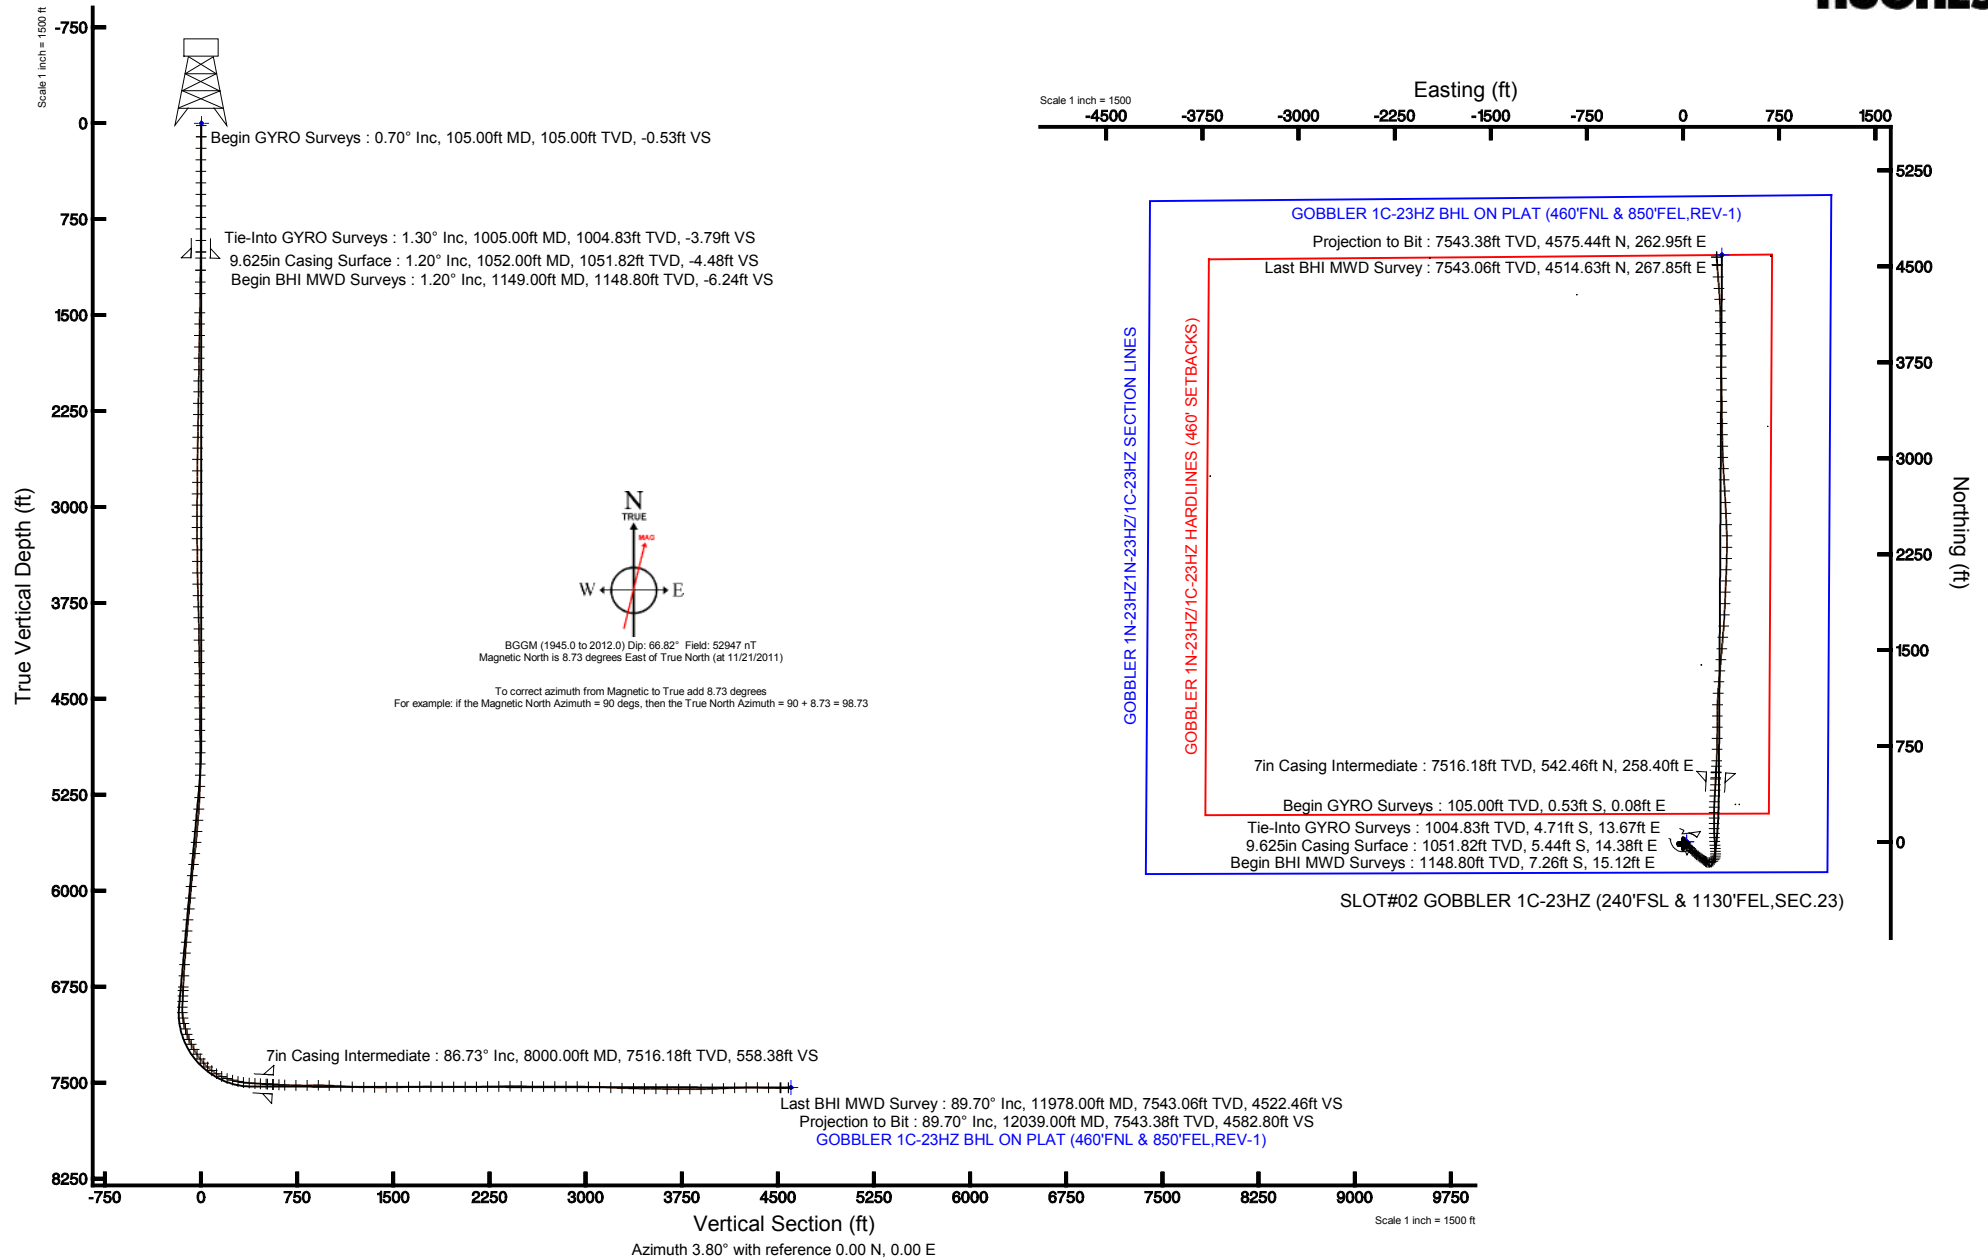 Scale 1 inch = 1500 ft
-750
0
750
1500
2250
3000
3750
4500
5250
6000
6750
7500
8250
True Vertical Depth (ft)
Begin GYRO Surveys : 0.70° Inc, 105.00ft MD, 105.00ft TVD, -0.53ft VS
Tie-Into GYRO Surveys : 1.30° Inc, 1005.00ft MD, 1004.83ft TVD, -3.79ft VS
9.625in Casing Surface : 1.20° Inc, 1052.00ft MD, 1051.82ft TVD, -4.48ft VS
Begin BHI MWD Surveys : 1.20° Inc, 1149.00ft MD, 1148.80ft TVD, -6.24ft VS
N
TRUE
MAG
W
E
BGGM (1945.0 to 2012.0) Dip: 66.82° Field: 52947 nT
Magnetic North is 8.73 degrees East of True North (at 11/21/2011)
To correct azimuth from Magnetic to True add 8.73 degrees
For example: if the Magnetic North Azimuth = 90 degs, then the True North Azimuth = 90 + 8.73 = 98.73
7in Casing Intermediate : 86.73° Inc, 8000.00ft MD, 7516.18ft TVD, 558.38ft VS
Last BHI MWD Survey : 89.70° Inc, 11978.00ft MD, 7543.06ft TVD, 4522.46ft VS
Projection to Bit : 89.70° Inc, 12039.00ft MD, 7543.38ft TVD, 4582.80ft VS
GOBBLER 1C-23HZ BHL ON PLAT (460'FNL & 850'FEL,REV-1)
-750 0 750 1500 2250 3000 3750 4500 5250 6000 6750 7500 8250 9000 9750
Vertical Section (ft)
Scale 1 inch = 1500 ft
Azimuth 3.80° with reference 0.00 N, 0.00 E
HUGHES
Easting (ft)
Scale 1 inch = 1500
-4500 -3750 -3000 -2250 -1500 -750 0 750 1500
5250
4500
3750
3000
2250
1500
750
0
Northing (ft)
GOBBLER 1C-23HZ BHL ON PLAT (460'FNL & 850'FEL,REV-1)
Projection to Bit : 7543.38ft TVD, 4575.44ft N, 262.95ft E
Last BHI MWD Survey : 7543.06ft TVD, 4514.63ft N, 267.85ft E
GOBBLER 1N-23HZ1N-23HZ/1C-23HZ SECTION LINES
GOBBLER 1N-23HZ/1C-23HZ HARDLINES (460' SETBACKS)
7in Casing Intermediate : 7516.18ft TVD, 542.46ft N, 258.40ft E
Begin GYRO Surveys : 105.00ft TVD, 0.53ft S, 0.08ft E
Tie-Into GYRO Surveys : 1004.83ft TVD, 4.71ft S, 13.67ft E
9.625in Casing Surface : 1051.82ft TVD, 5.44ft S, 14.38ft E
Begin BHI MWD Surveys : 1148.80ft TVD, 7.26ft S, 15.12ft E
SLOT#02 GOBBLER 1C-23HZ (240'FSL & 1130'FEL,SEC.23)